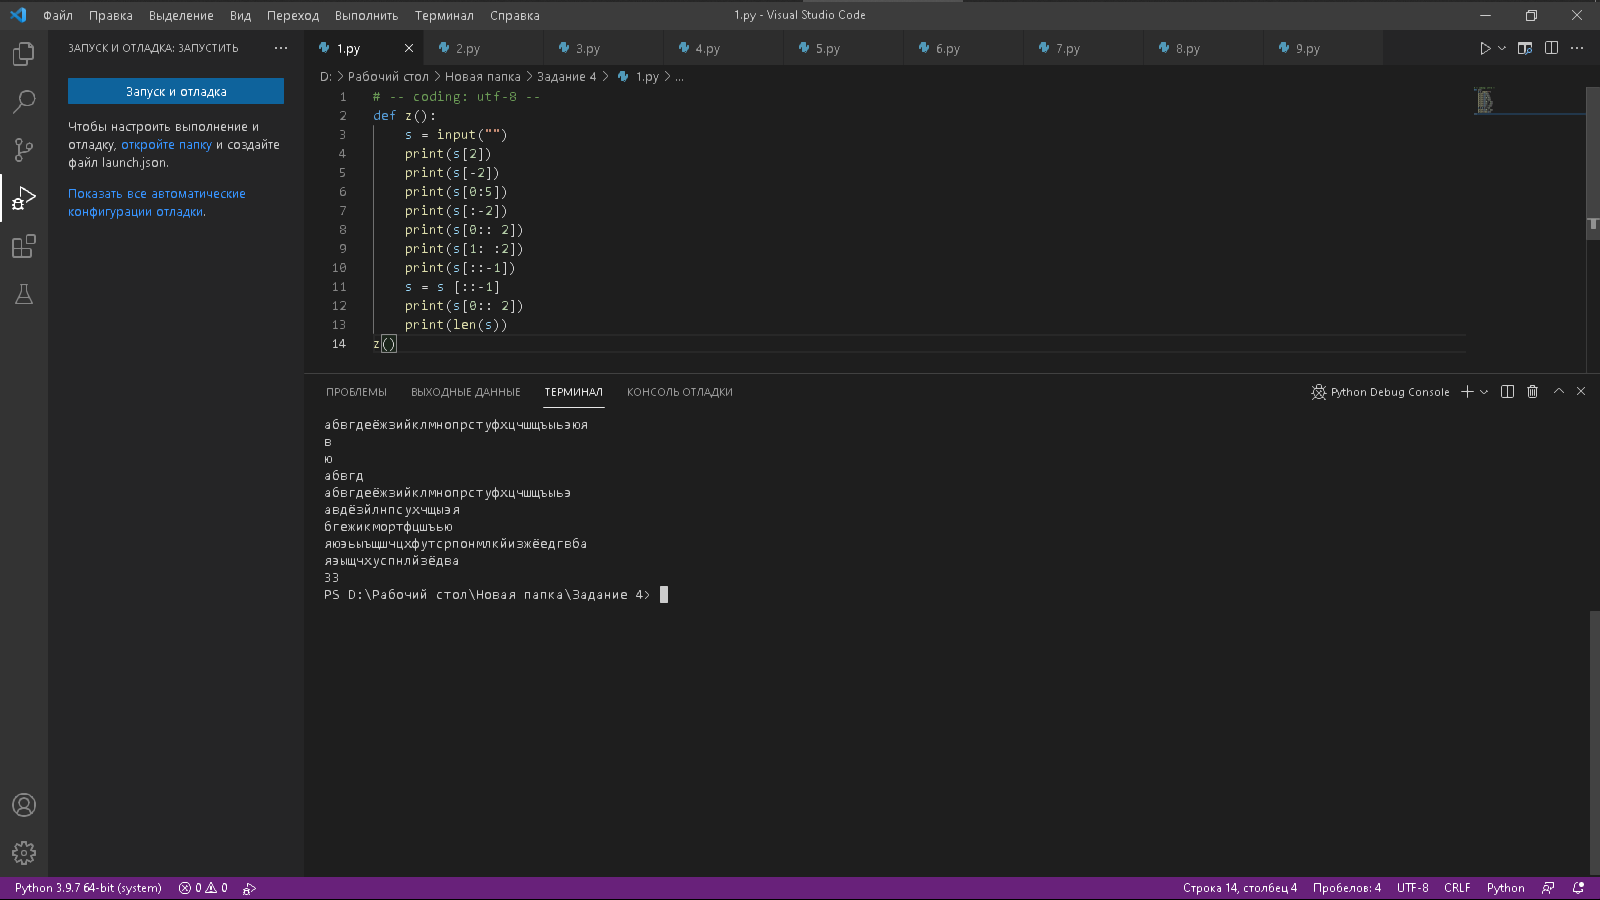 Файл Правка Выделение Вид Переход Выполнить Терминал Справка 1.py - Visual Studio Code
ЗАПУСК И ОТЛАДКА: ЗАПУСТИТЬ
1.py 2.py 3.py 4.py 5.py 6.py 7.py 8.py 9.py
D: > Рабочий стол > Новая папка > Задание 4 > 1.py > ...
Запуск и отладка
Чтобы настроить выполнение и
отладку, откройте папку и создайте
файл launch.json.
Показать все автоматические
конфигурации отладки.
1 # -- coding: utf-8 --
2 def z():
3 s = input("")
4 print(s[2])
5 print(s[-2])
6 print(s[0:5])
7 print(s[:-2])
8 print(s[0:: 2])
9 print(s[1: :2])
10 print(s[::-1])
11 s = s [::-1]
12 print(s[0:: 2])
13 print(len(s))
14 z()
ПРОБЛЕМЫ ВЫХОДНЫЕ ДАННЫЕ ТЕРМИНАЛ КОНСОЛЬ ОТЛАДКИ Python Debug Console
абвгдеёжзийклмнопрстуфхцчшщъыьэюя
в
ю
абвгд
абвгдеёжзийклмнопрстуфхцчшщъыьэ
авдёзйлнпсухчщыэя
бгежикмортфцшъью
яюэьыъщшчцхфутсрпонмлкйизжёедгвба
яэыщчхуспнлйзёдва
33
PS D:\Рабочий стол\Новая папка\Задание 4>
Python 3.9.7 64-bit (system) 0 0 Строка 14, столбец 4 Пробелов: 4 UTF-8 CRLF Python